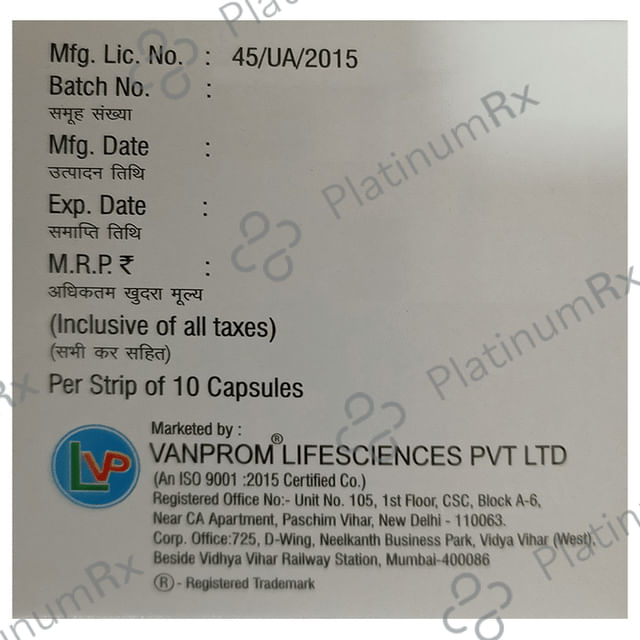 Mfg. Lic. No. : 45/UA/2015
Batch No. :
समूह संख्या
Mfg. Date :
उत्पादन तिथि
Exp. Date :
समाप्ति तिथि
M.R.P. ₹ :
अधिकतम खुदरा मूल्य
(Inclusive of all taxes)
(सभी कर सहित)
Per Strip of 10 Capsules
Marketed by :
LVP
VANPROM® LIFESCIENCES PVT LTD
(An ISO 9001 :2015 Certified Co.)
Registered Office No:- Unit No. 105, 1st Floor, CSC, Block A-6,
Near CA Apartment, Paschim Vihar, New Delhi - 110063.
Corp. Office:725, D-Wing, Neelkanth Business Park, Vidya Vihar (West),
Beside Vidhya Vihar Railway Station, Mumbai-400086
® - Registered Trademark
PlatinumRx
PlatinumRx
PlatinumRx